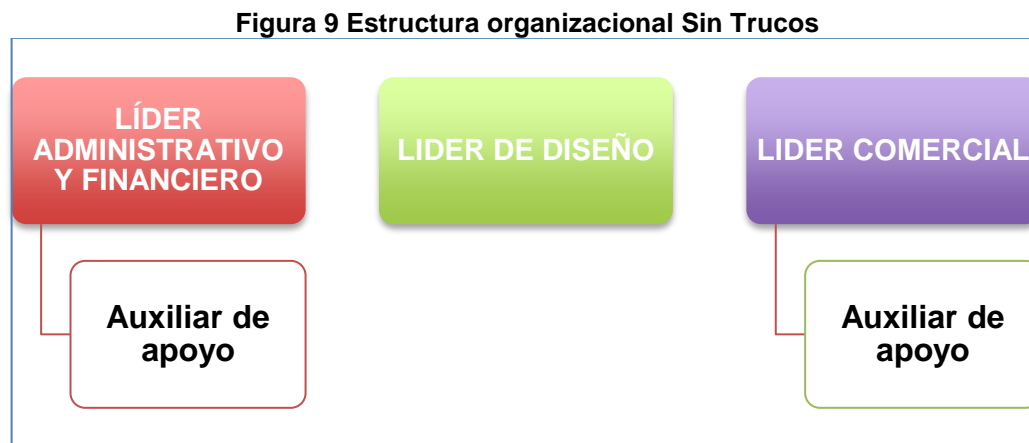 Figura 9 Estructura organizacional Sin Trucos
LÍDER
ADMINISTRATIVO
Y FINANCIERO
LIDER DE DISEÑO
LIDER COMERCIAL
Auxiliar de
apoyo
Auxiliar de
apoyo